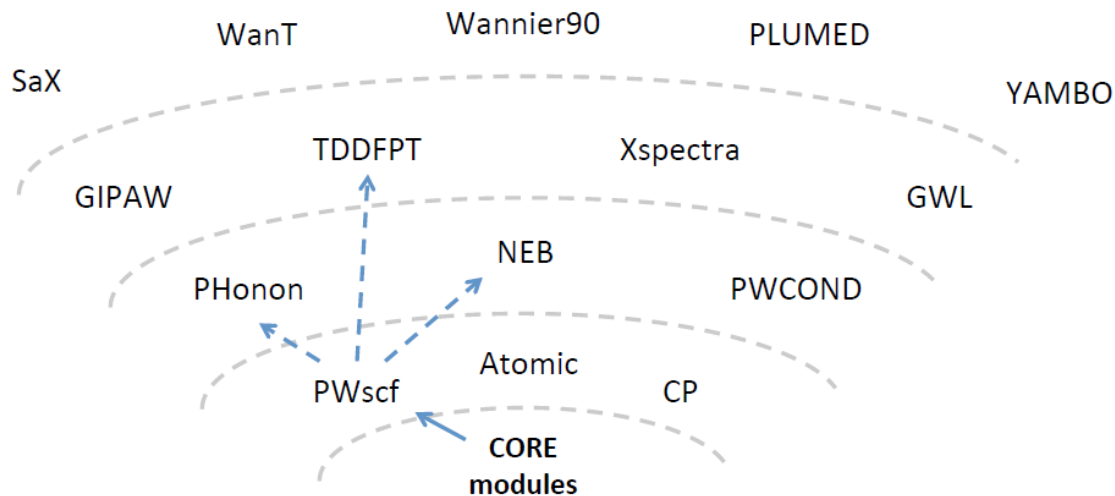 Wannier90
WanT
PLUMED
SaX
YAMBO
TDDFPT
Xspectra
GIPAW
GWL
NEB
PHonon
PWCOND
Atomic
PWscf
CP
CORE
modules